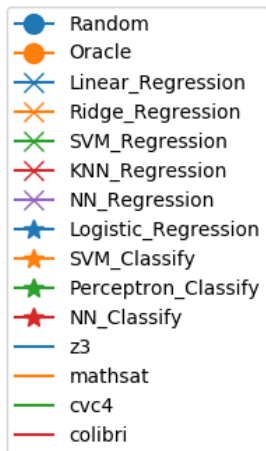 Random
Oracle
Linear_Regression
Ridge_Regression
SVM_Regression
KNN_Regression
NN_Regression
Logistic_Regression
SVM_Classify
Perceptron_Classify
NN_Classify
z3
mathsat
cvc4
colibri